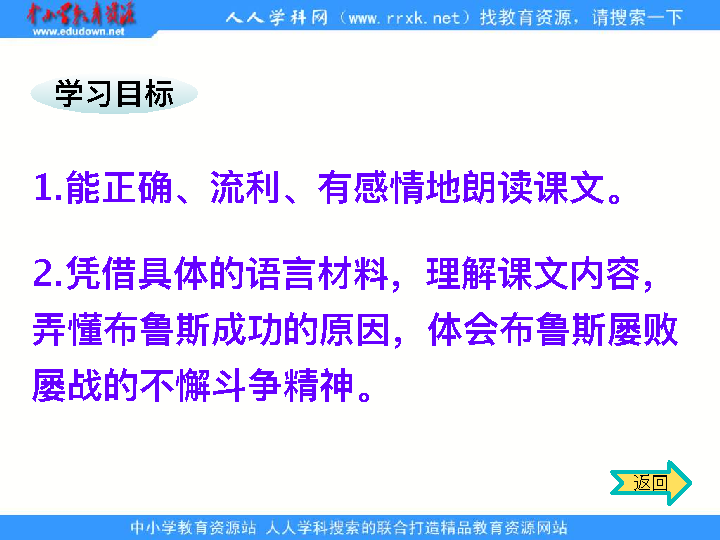 中小学教育资源
www.edudown.net
人人学科网（www.rrxk.net）找教育资源，请搜索一下
学习目标
1.能正确、流利、有感情地朗读课文。
2.凭借具体的语言材料，理解课文内容，
弄懂布鲁斯成功的原因，体会布鲁斯屡败
屡战的不懈斗争精神。
返回
中小学教育资源站 人人学科搜索的联合打造精品教育资源网站